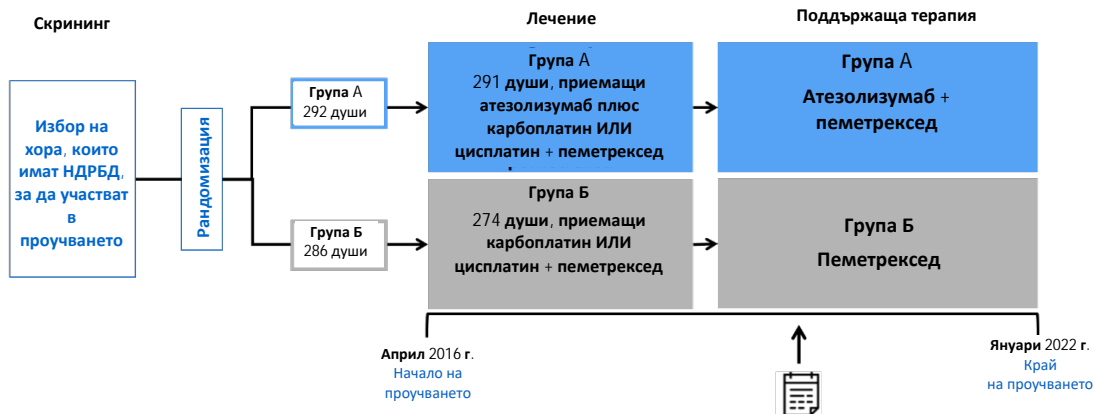 Скрининг
Лечение
Поддържаща терапия
Избор на
хора, които
имат НДРБД,
за да участват
в
проучването
Рандомизация
Група А
292 души
Група А
291 души, приемащи
атезолизумаб плюс
карбоплатин ИЛИ
цисплатин + пеметрексед
Група А
Атезолизумаб +
пеметрексед
Група Б
286 души
Група Б
274 души, приемащи
карбоплатин ИЛИ
цисплатин + пеметрексед
Група Б
Пеметрексед
Април 2016 г.
Начало на
проучването
Януари 2022 г.
Край
на проучването